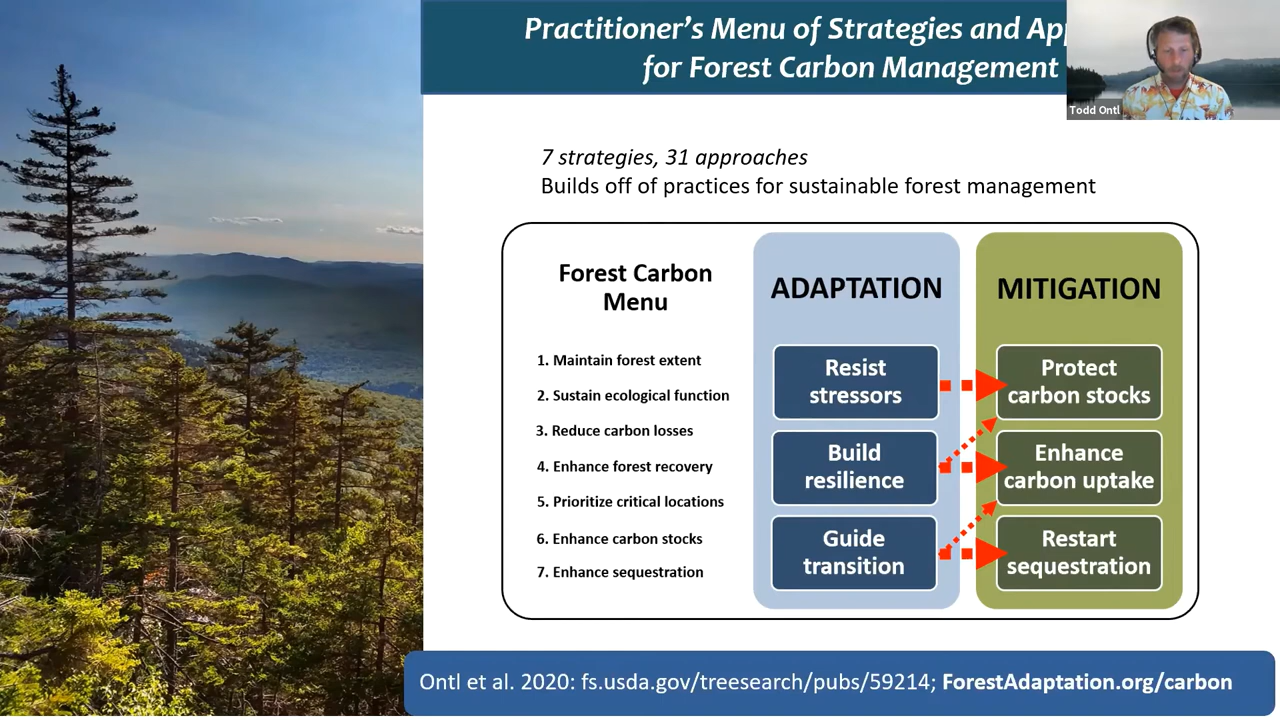 Practitioner's Menu of Strategies and App
for Forest Carbon Management
Todd Ontl
7 strategies, 31 approaches
Builds off of practices for sustainable forest management
Forest Carbon
Menu
1. Maintain forest extent
2. Sustain ecological function
3. Reduce carbon losses
4. Enhance forest recovery
5. Prioritize critical locations
6. Enhance carbon stocks
7. Enhance sequestration
ADAPTATION
Resist
stressors
Build
resilience
Guide
transition
MITIGATION
Protect
carbon stocks
Enhance
carbon uptake
Restart
sequestration
Ontl et al. 2020: fs.usda.gov/treesearch/pubs/59214; ForestAdaptation.org/carbon